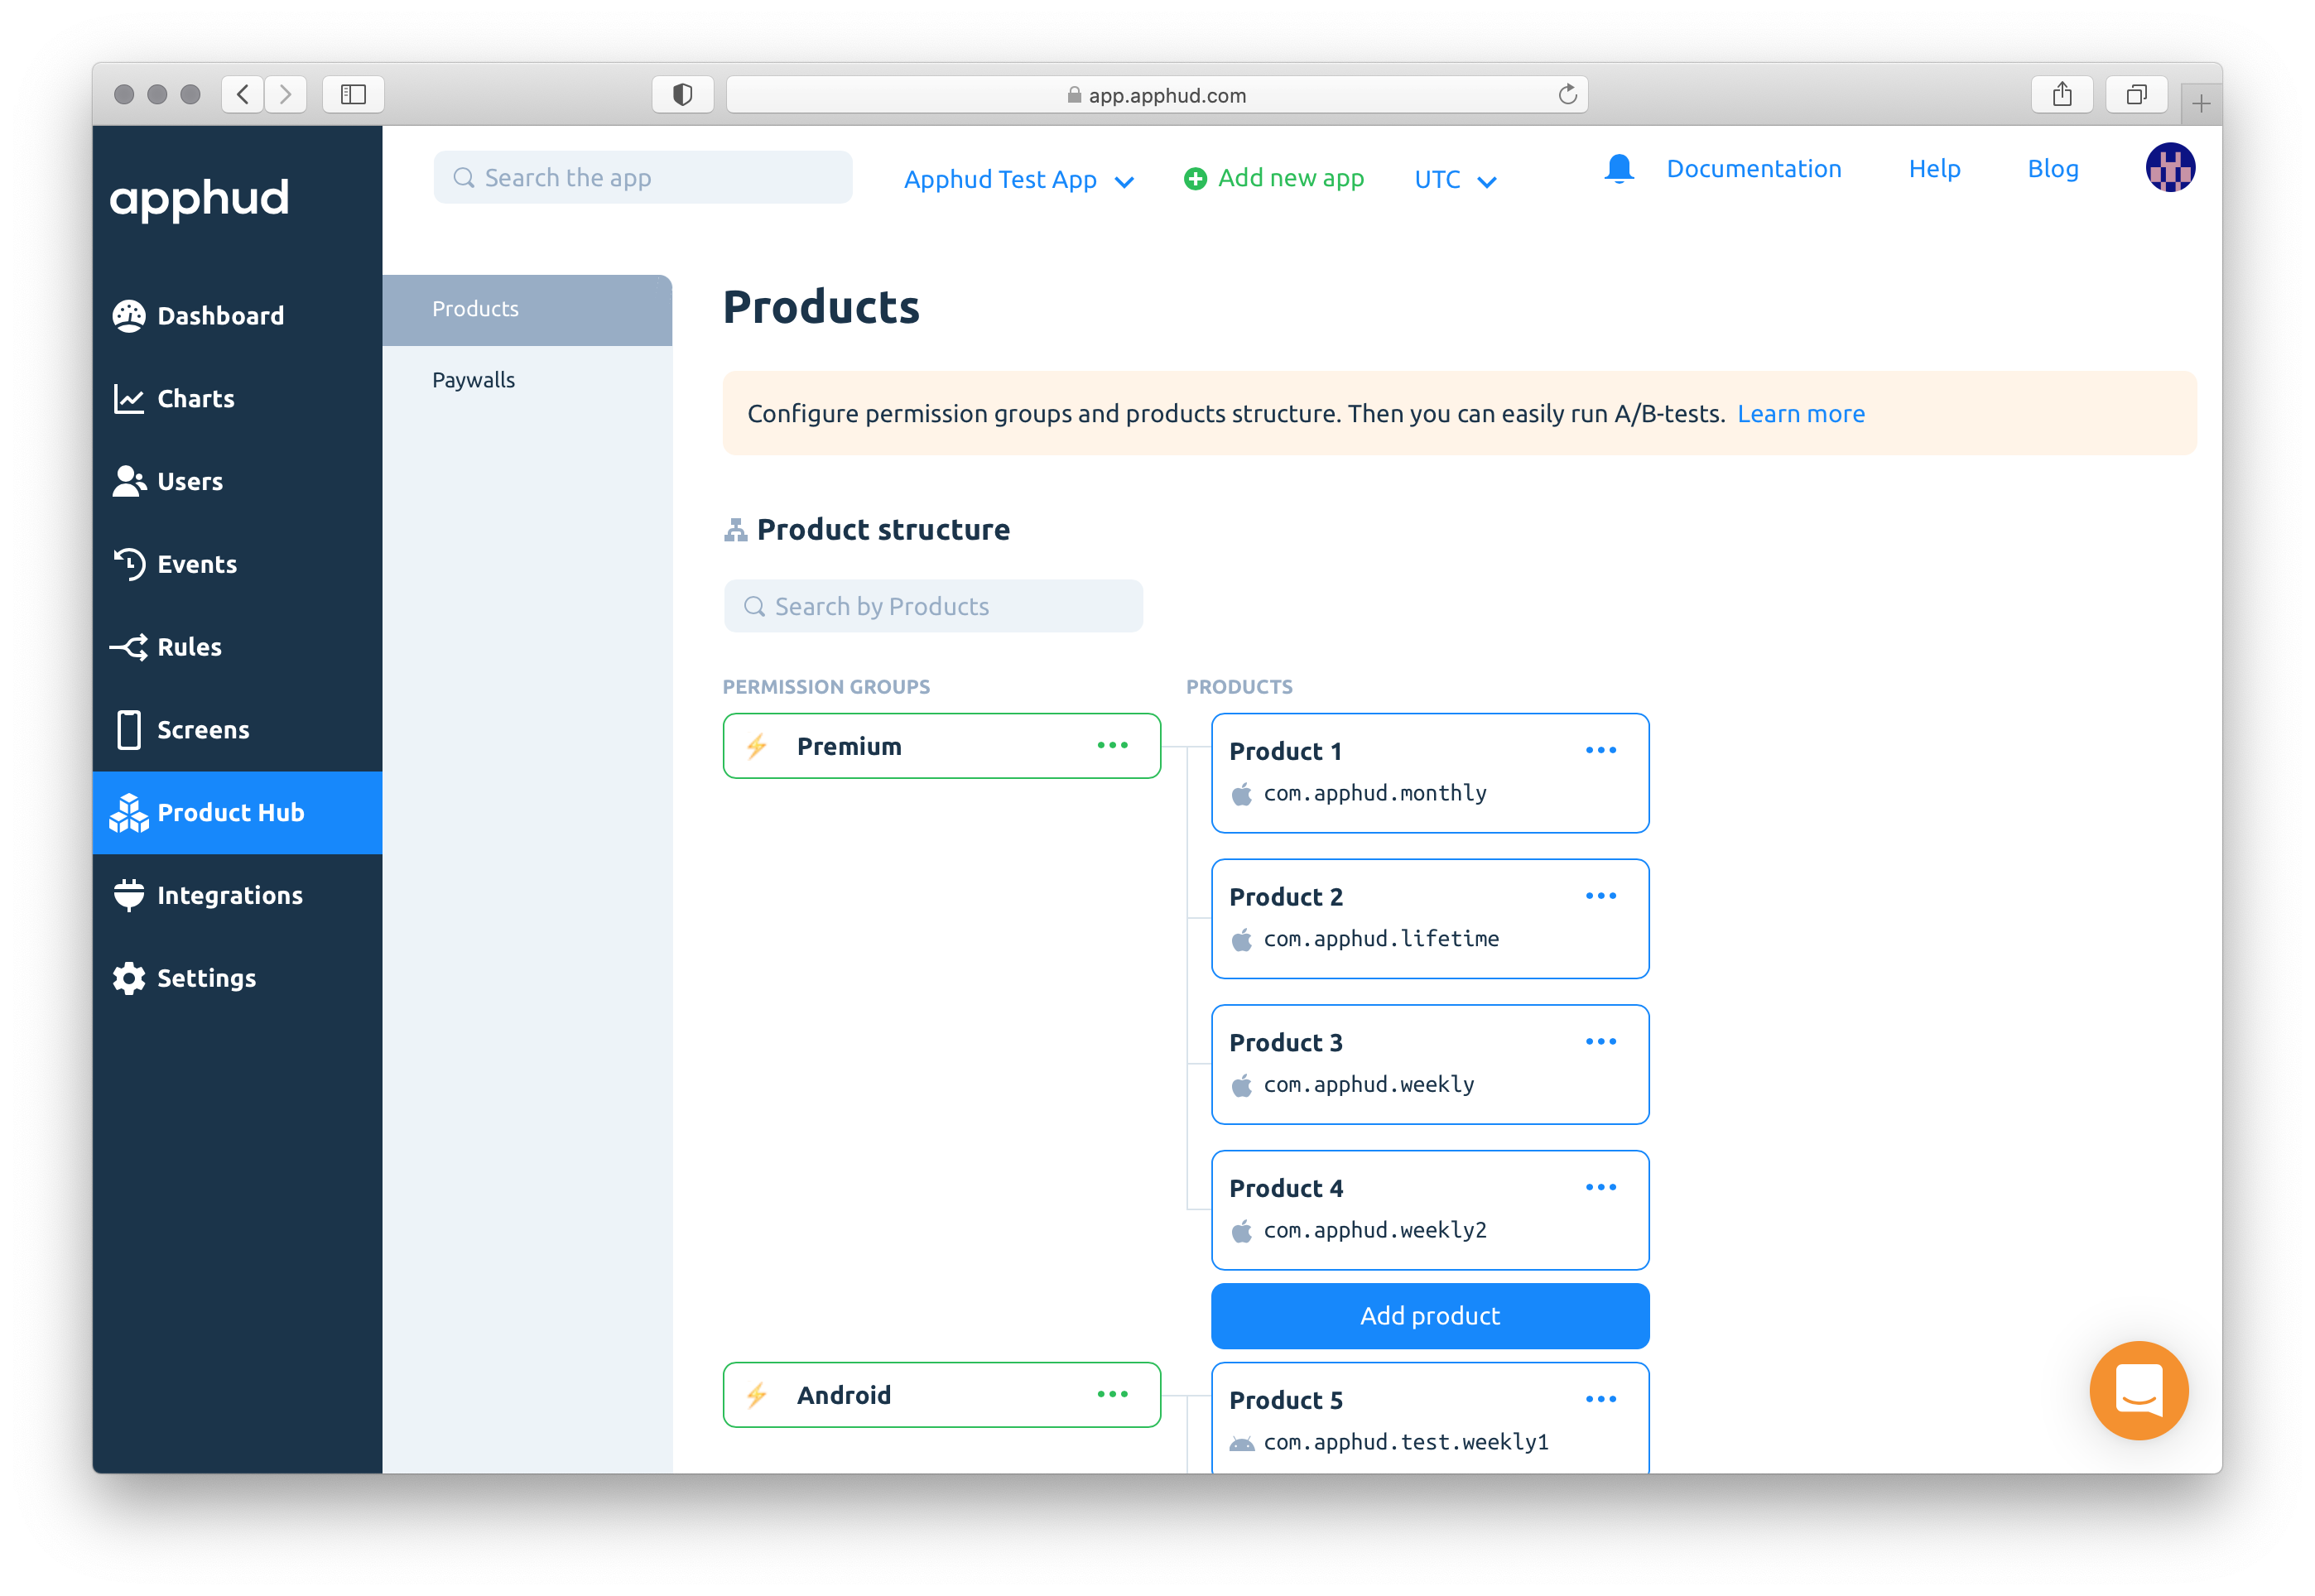 app.apphud.com
apphud
Search the app
Apphud Test App
Add new app
UTC
Documentation
Help
Blog
Dashboard
Charts
Users
Events
Rules
Screens
Product Hub
Integrations
Settings
Products
Paywalls
Products
Configure permission groups and products structure. Then you can easily run A/B-tests. Learn more
Product structure
Search by Products
PERMISSION GROUPS
PRODUCTS
Premium
Product 1
com.apphud.monthly
Product 2
com.apphud.lifetime
Product 3
com.apphud.weekly
Product 4
com.apphud.weekly2
Add product
Android
Product 5
com.apphud.test.weekly1